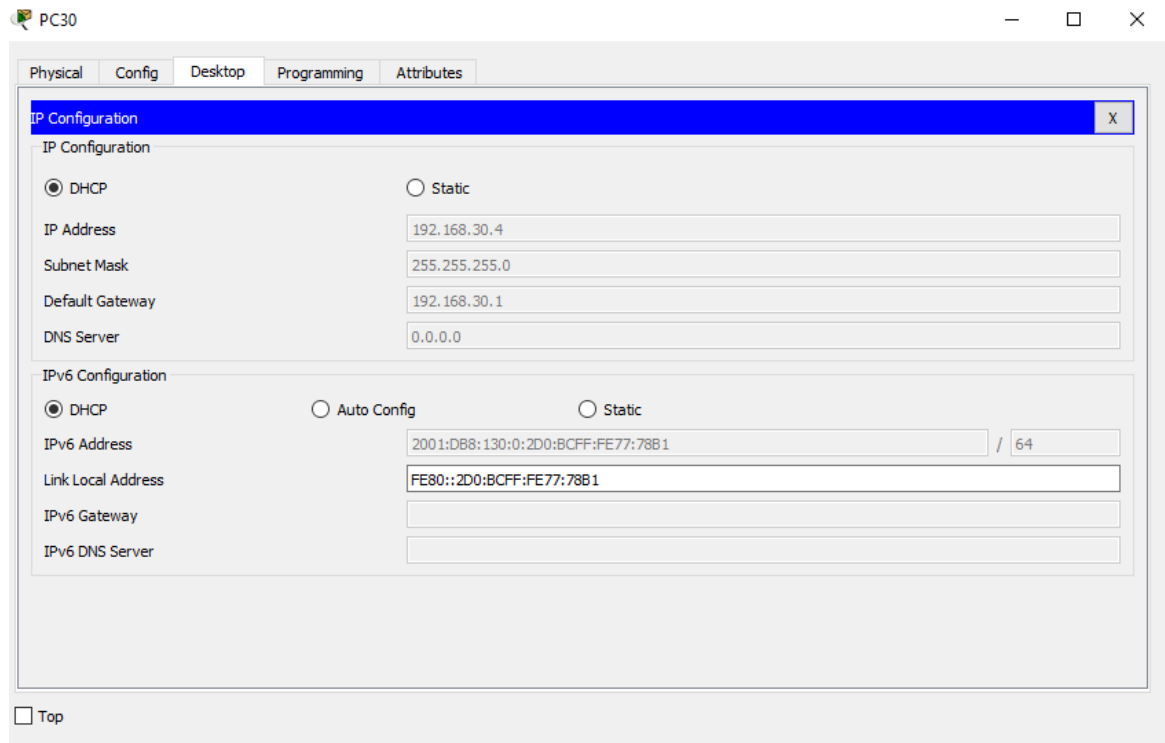 PC30
Physical Config Desktop Programming Attributes
IP Configuration X
IP Configuration
DHCP Static
IP Address 192.168.30.4
Subnet Mask 255.255.255.0
Default Gateway 192.168.30.1
DNS Server 0.0.0.0
IPv6 Configuration
DHCP Auto Config Static
IPv6 Address 2001:DB8:130:0:2D0:BCFF:FE77:78B1 / 64
Link Local Address FE80::2D0:BCFF:FE77:78B1
IPv6 Gateway
IPv6 DNS Server
Top